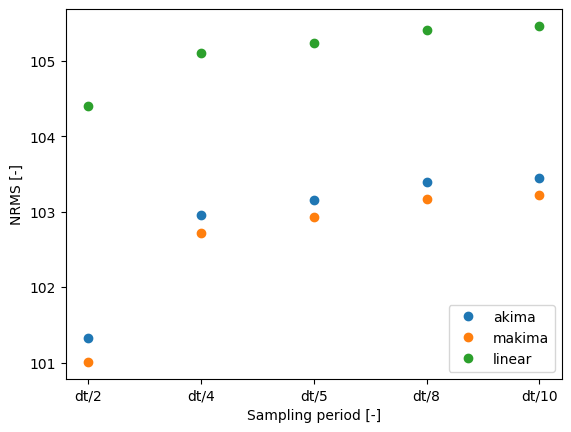 105
104
103
102
101
NRMS [-]
akima
makima
linear
dt/2
dt/4
dt/5
dt/8
dt/10
Sampling period [-]